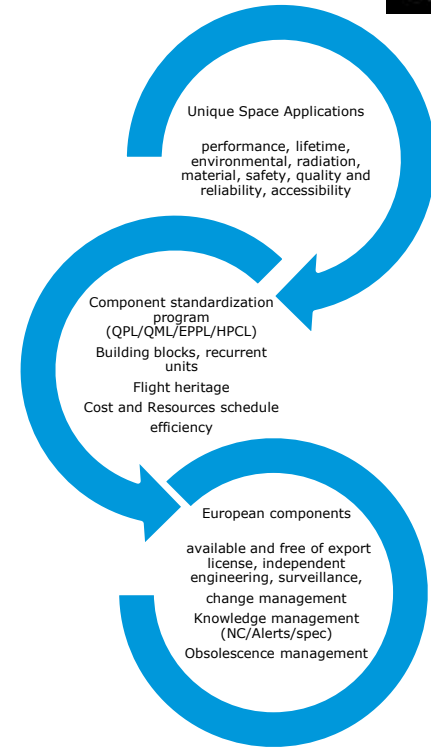 Unique Space Applications
performance, lifetime,
environmental, radiation,
material, safety, quality and
reliability, accessibility
Component standardization
program
(QPL/QML/EPPL/HPCL)
Building blocks, recurrent
units
Flight heritage
Cost and Resources schedule
efficiency
European components
available and free of export
license, independent
engineering, surveillance,
change management
Knowledge management
(NC/Alerts/spec)
Obsolescence management